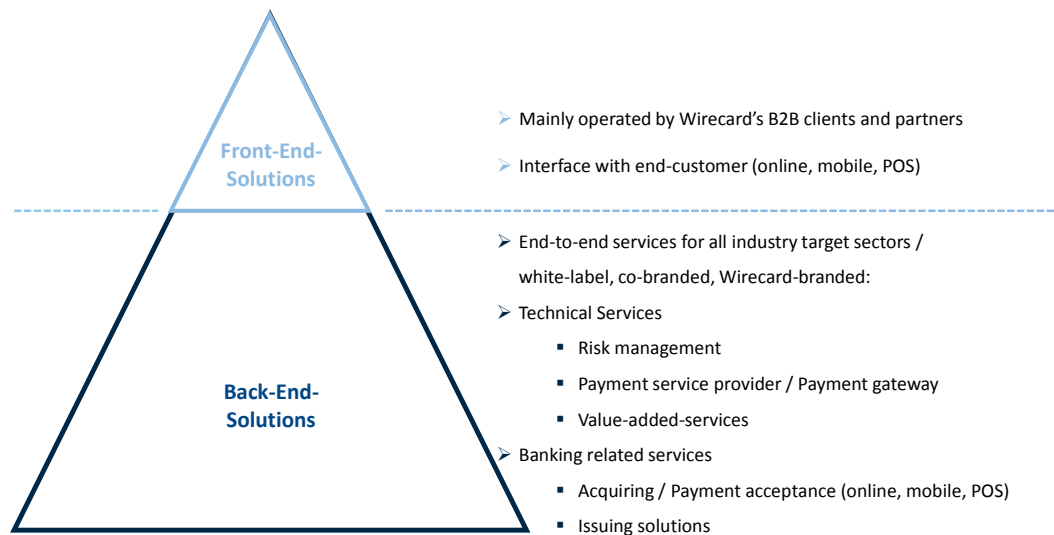 Front-End-
Solutions
➢ Mainly operated by Wirecard’s B2B clients and partners
➢ Interface with end-customer (online, mobile, POS)
Back-End-
Solutions
➢ End-to-end services for all industry target sectors /
white-label, co-branded, Wirecard-branded:
➢ Technical Services
▪ Risk management
▪ Payment service provider / Payment gateway
▪ Value-added-services
➢ Banking related services
▪ Acquiring / Payment acceptance (online, mobile, POS)
▪ Issuing solutions